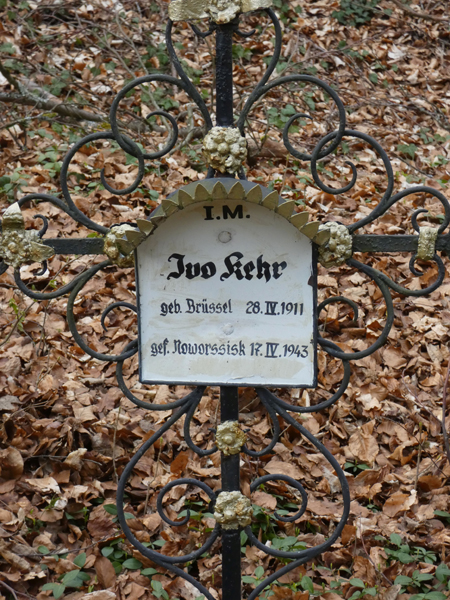 I.M.
Ivo Kehr
geb. Brüssel 28.IV.1911
gef. Noworssisk 17.IV.1943